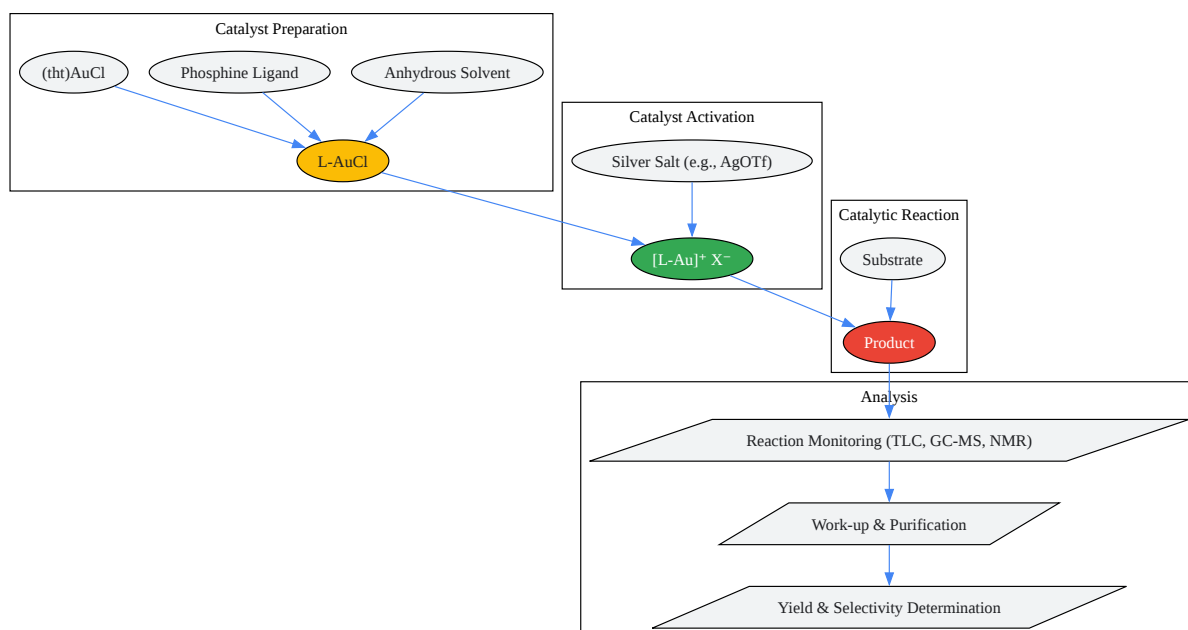 Catalyst Preparation
(tht)AuCl
Phosphine Ligand
Anhydrous Solvent
L-AuCl
Catalyst Activation
Silver Salt (e.g., AgOTf)
[L-Au]⁺ X⁻
Catalytic Reaction
Substrate
Product
Analysis
Reaction Monitoring (TLC, GC-MS, NMR)
Work-up & Purification
Yield & Selectivity Determination